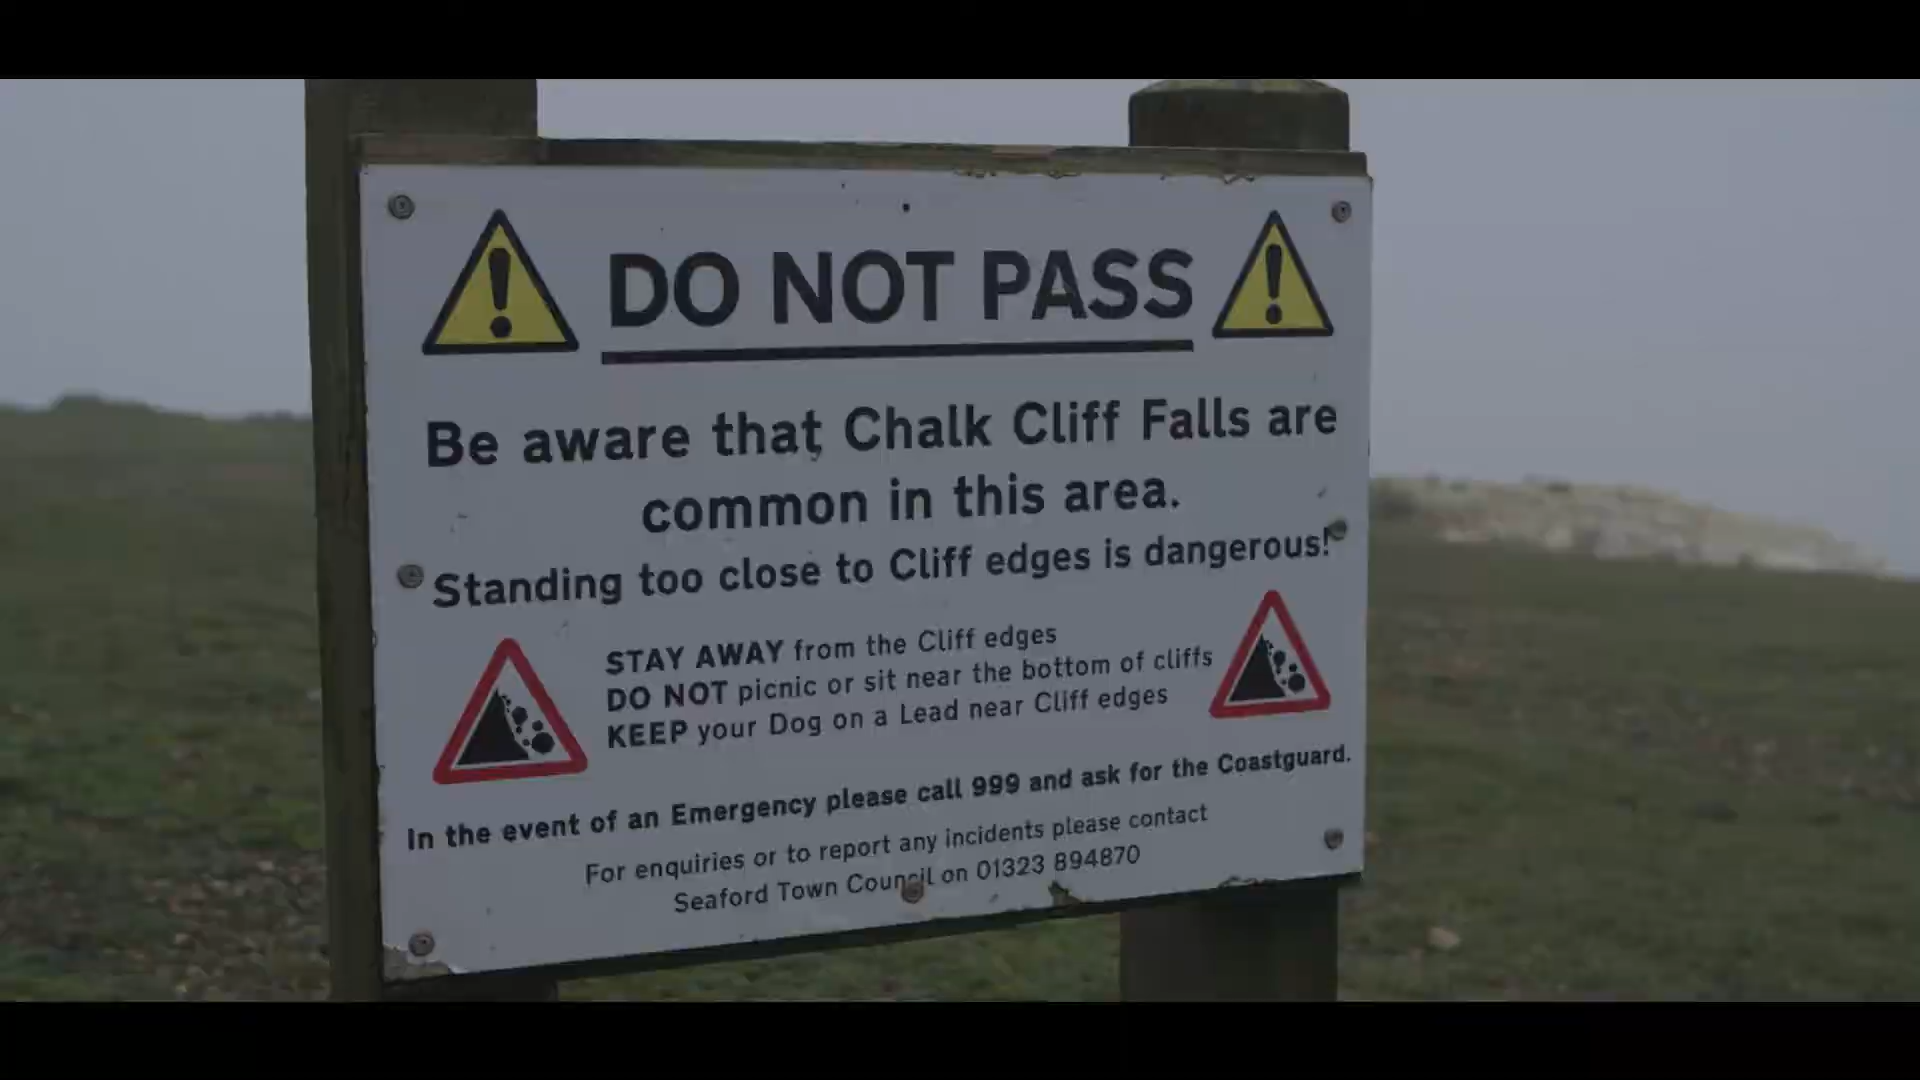 DO NOT PASS
Be aware that Chalk Cliff Falls are
common in this area.
Standing too close to Cliff edges is dangerous!
STAY AWAY from the Cliff edges
DO NOT picnic or sit near the bottom of cliffs
KEEP your Dog on a Lead near Cliff edges
In the event of an Emergency please call 999 and ask for the Coastguard.
For enquiries or to report any incidents please contact
Seaford Town Council on 01323 894870